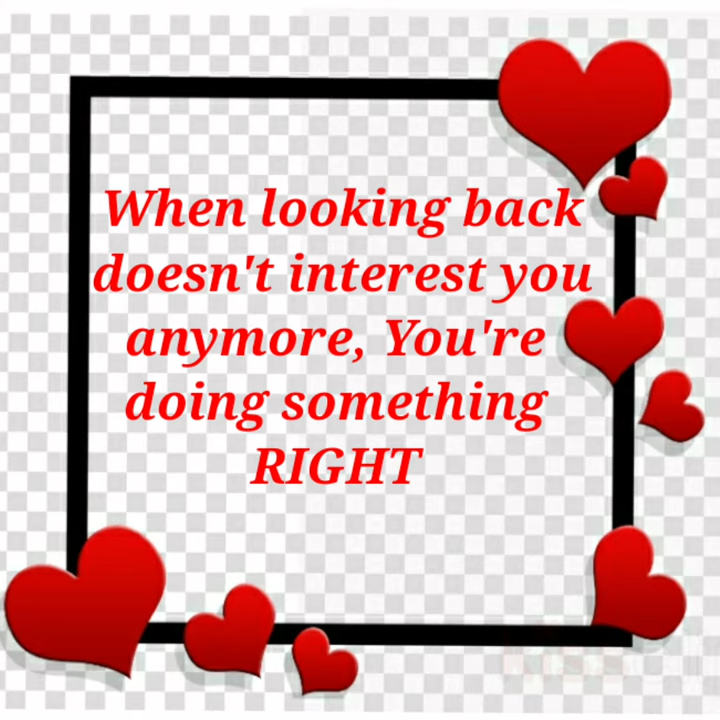 When looking back
doesn't interest you
anymore, You're
doing something
RIGHT